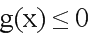 g(x) ≤ 0